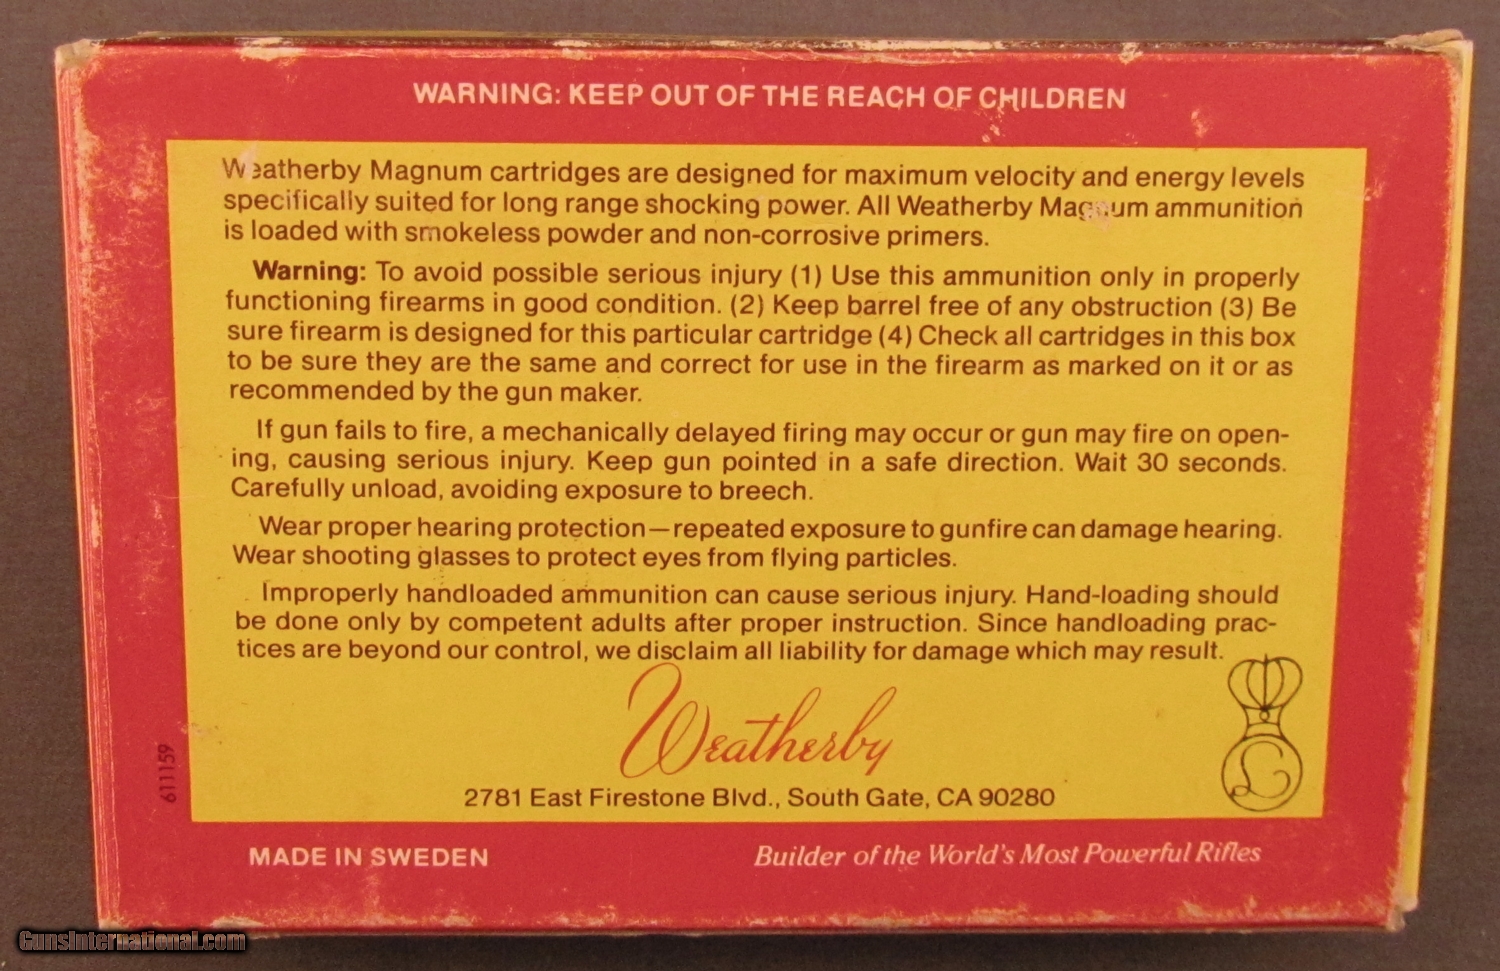 WARNING: KEEP OUT OF THE REACH OF CHILDREN
Weatherby Magnum cartridges are designed for maximum velocity and energy levels
specifically suited for long range shocking power. All Weatherby Magnum ammunition
is loaded with smokeless powder and non-corrosive primers.
Warning: To avoid possible serious injury (1) Use this ammunition only in properly
functioning firearms in good condition. (2) Keep barrel free of any obstruction (3) Be
sure firearm is designed for this particular cartridge (4) Check all cartridges in this box
to be sure they are the same and correct for use in the firearm as marked on it or as
recommended by the gun maker.
If gun fails to fire, a mechanically delayed firing may occur or gun may fire on open-
ing, causing serious injury. Keep gun pointed in a safe direction. Wait 30 seconds.
Carefully unload, avoiding exposure to breech.
Wear proper hearing protection—repeated exposure to gunfire can damage hearing.
Wear shooting glasses to protect eyes from flying particles.
Improperly handloaded ammunition can cause serious injury. Hand-loading should
be done only by competent adults after proper instruction. Since handloading prac-
tices are beyond our control, we disclaim all liability for damage which may result.
Weatherby
2781 East Firestone Blvd., South Gate, CA 90280
611159
MADE IN SWEDEN
Builder of the World's Most Powerful Rifles
GunsInternational.com